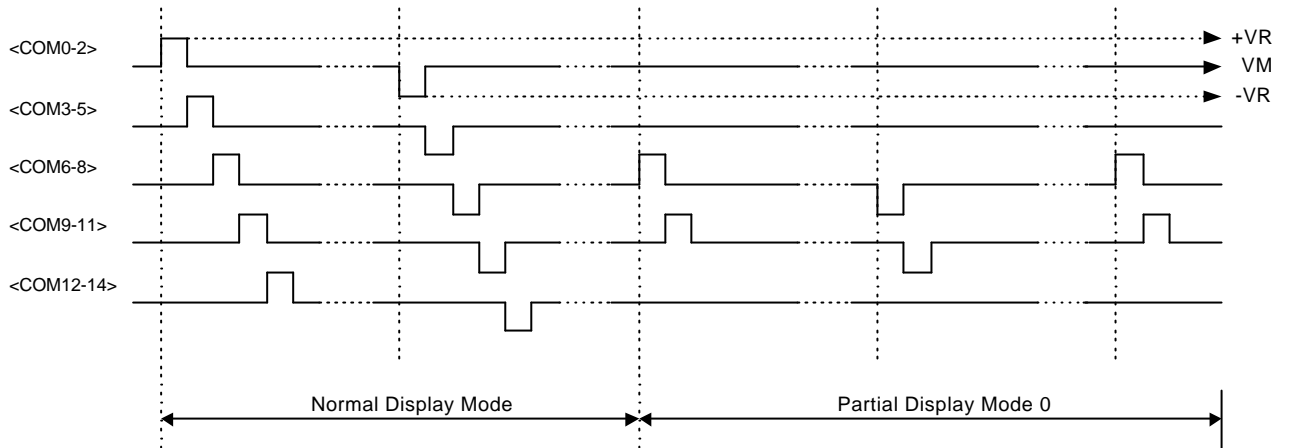 <COM0-2>
+VR
VM
-VR
<COM3-5>
<COM6-8>
<COM9-11>
<COM12-14>
Normal Display Mode
Partial Display Mode 0